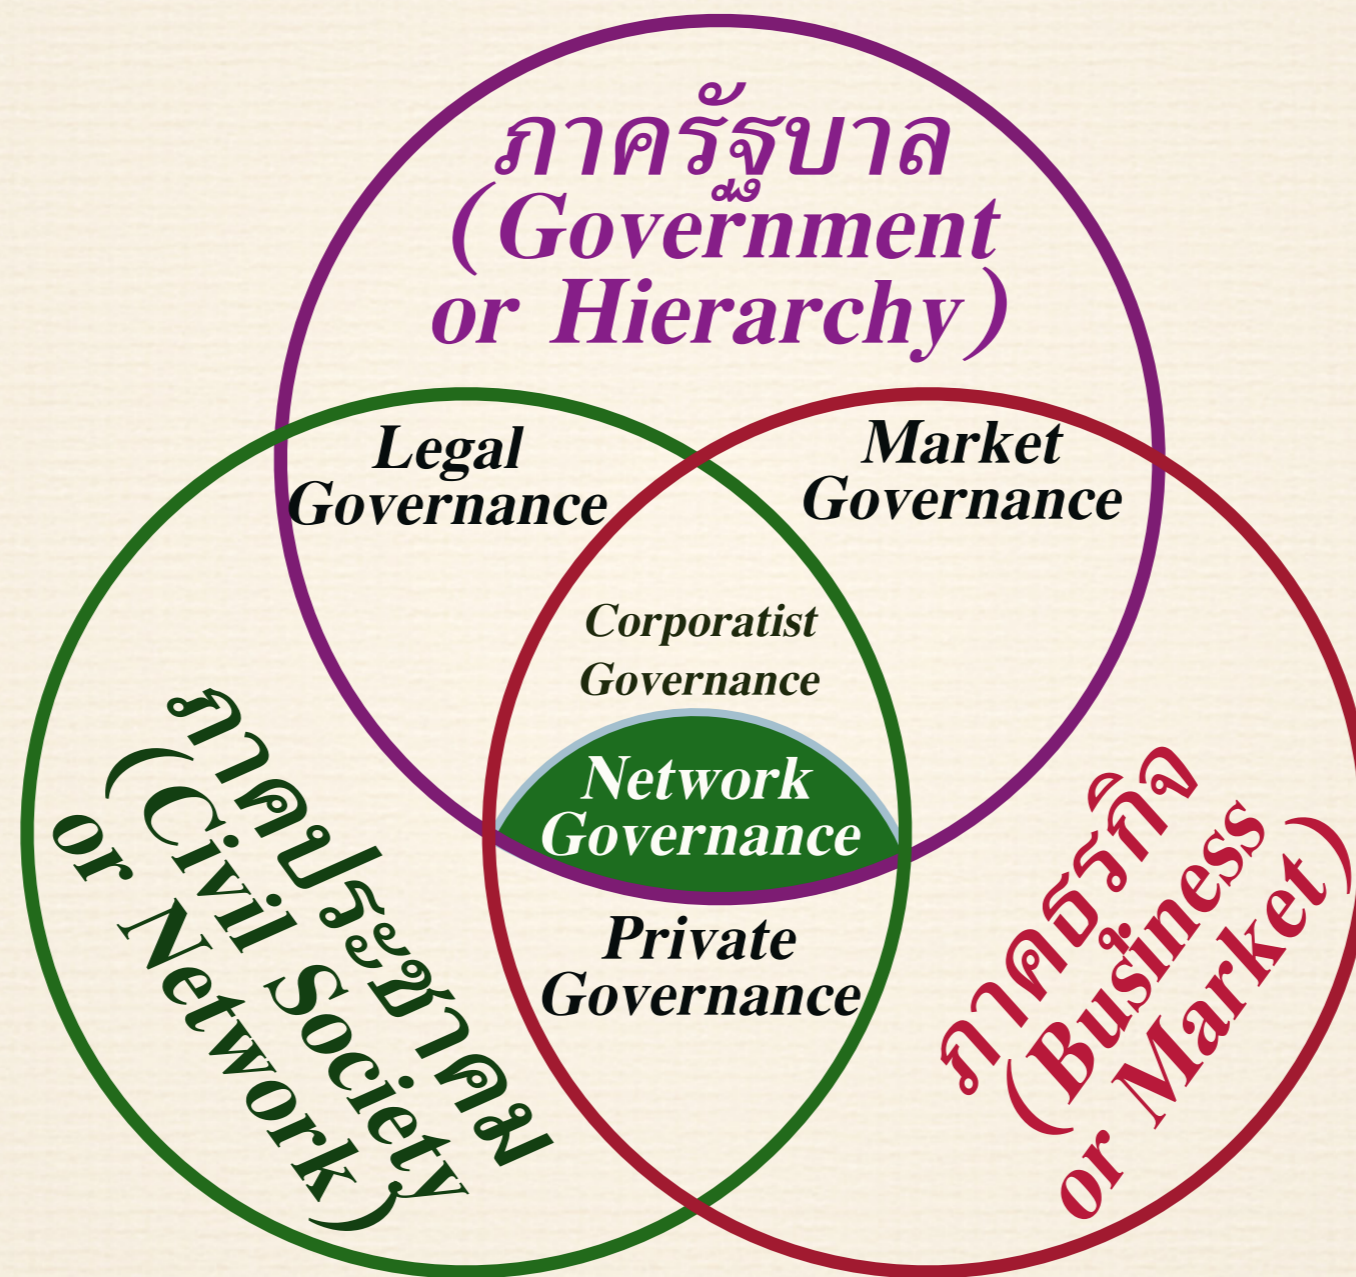 ภาครัฐบาล
(Government
or Hierarchy)
Legal
Governance
Market
Governance
Corporatist
Governance
Network
Governance
Private
Governance
ภาคประชาคม
(Civil Society
or Network)
ภาคธุรกิจ
(Business
or Market)